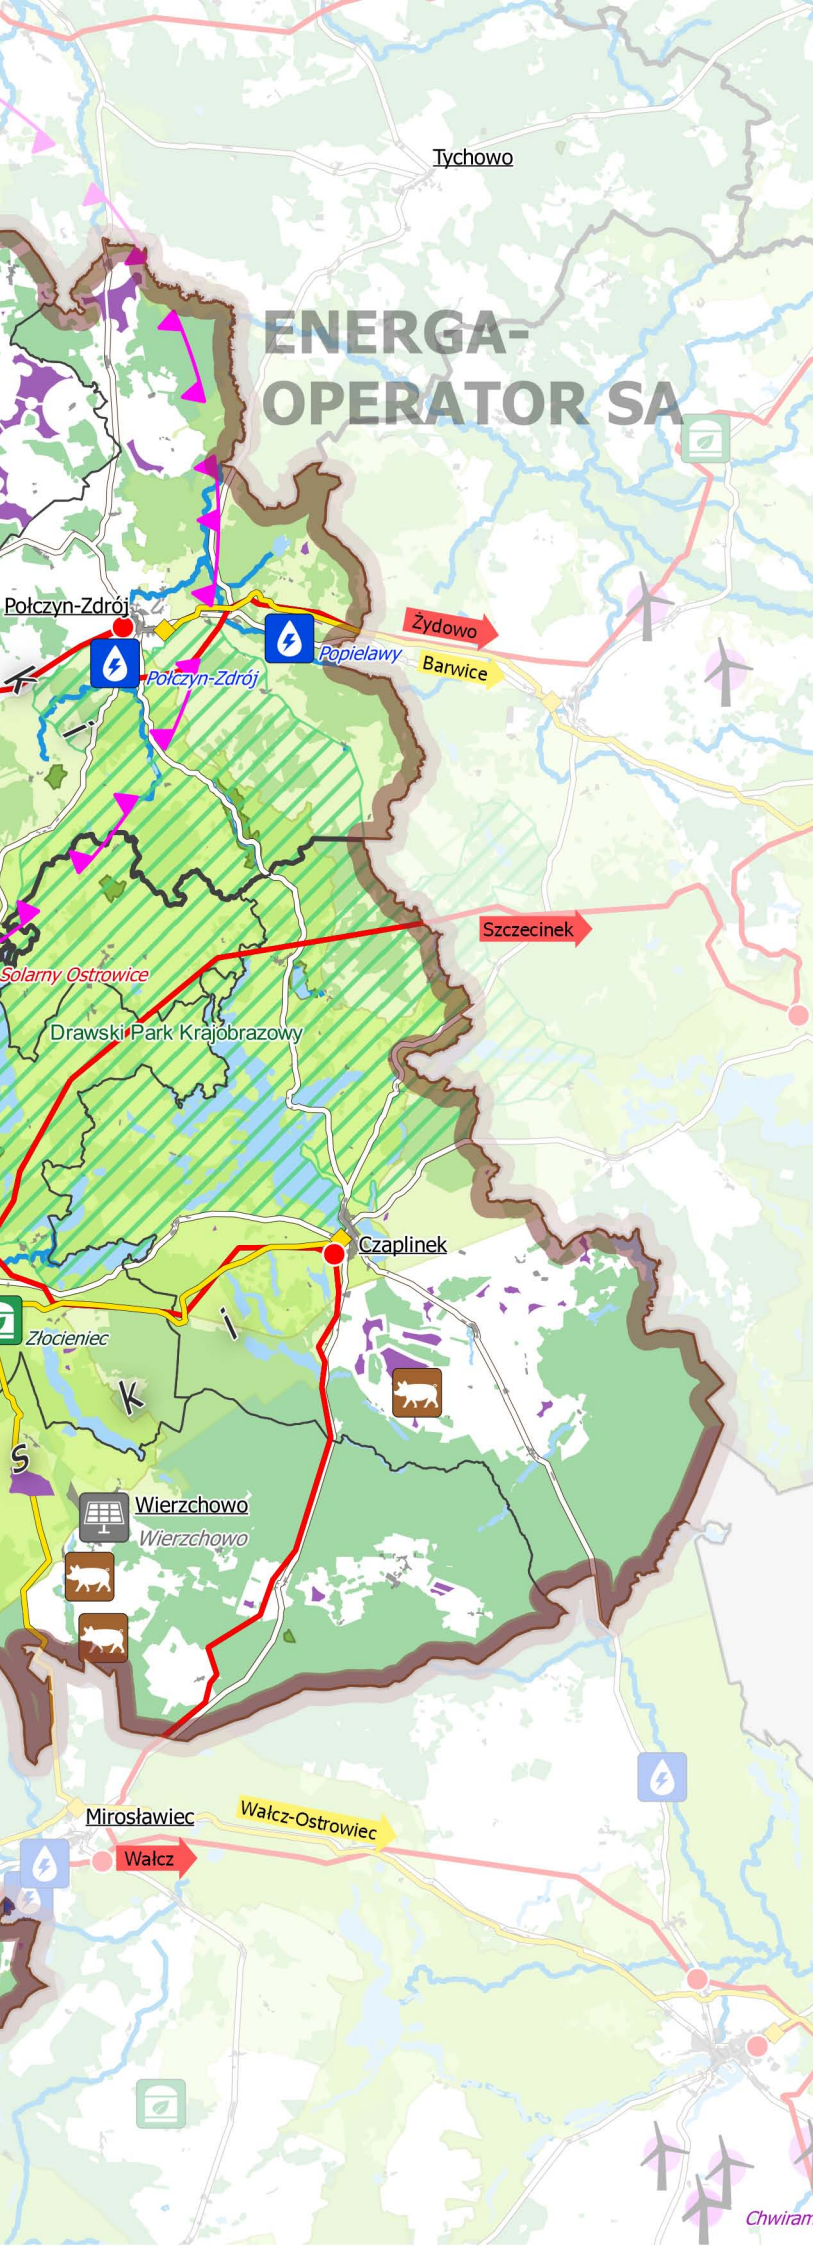 Tychowo
ENERGA-
OPERATOR SA
Połczyn-Zdrój
Żydowo
Popielawy
Barwice
Połczyn-Zdrój
K
i
Szczecinek
Solarny Ostrowice
Drawski Park Krajobrazowy
Czaplinek
Złocieniec
i
k
s
Wierzchowo
Wierzchowo
Mirosławiec
Wałcz-Ostrowiec
Wałcz
Chwiram